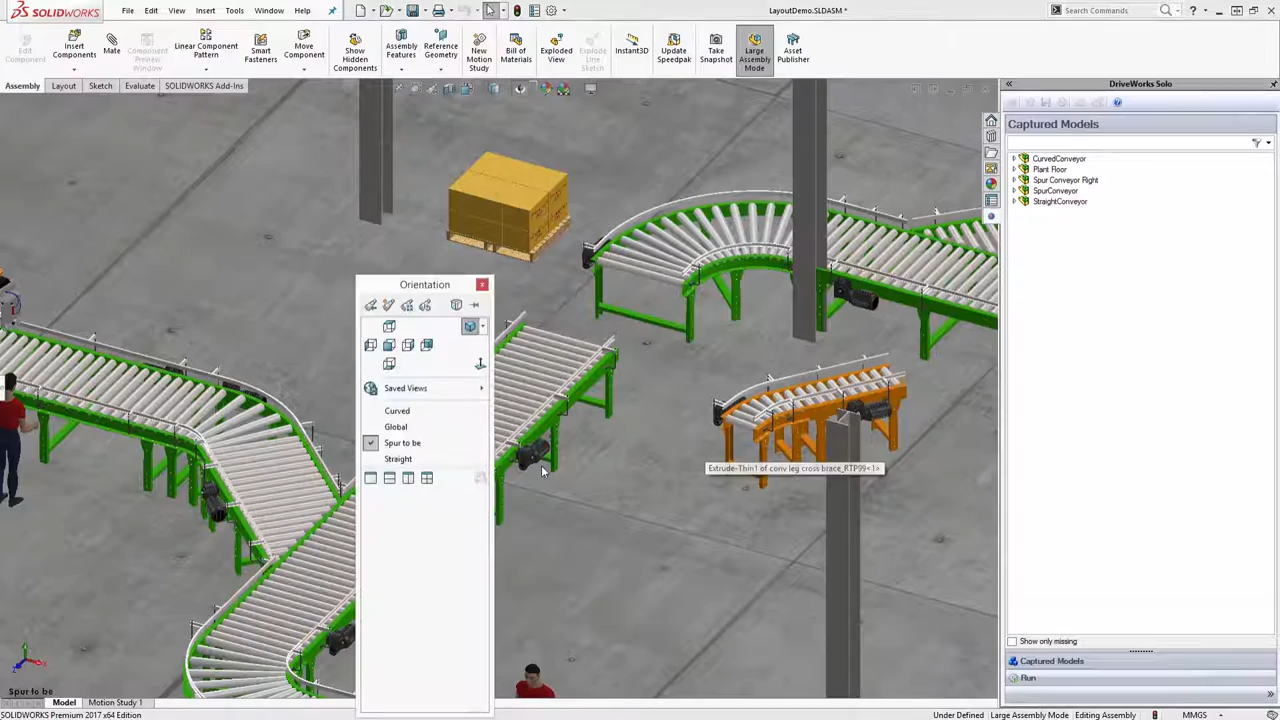 SOLIDWORKS
File Edit View Insert Tools Window Help
LayoutDemo.SLDASM *
Search Commands
Edit Component
Insert Components
Mate
Component Preview Window
Linear Component Pattern
Smart Fasteners
Move Component
Show Hidden Components
Assembly Features
Reference Geometry
New Motion Study
Bill of Materials
Exploded View
Explode Line Sketch
Instant3D
Update Speedpak
Take Snapshot
Large Assembly Mode
Asset Publisher
Assembly Layout Sketch Evaluate SOLIDWORKS Add-Ins
DriveWorks Solo
Captured Models
CurvedConveyor
Plant Floor
Spur Conveyor Right
SpurConveyor
StraightConveyor
Orientation
Saved Views
Curved
Global
Spur to be
Straight
Extrude-Thin1 of conv leg cross brace_RTP99<1>
Show only missing
Captured Models
Run
Spur to be
Model Motion Study 1
SOLIDWORKS Premium 2017 x64 Edition
Under Defined Large Assembly Mode Editing Assembly MMGS